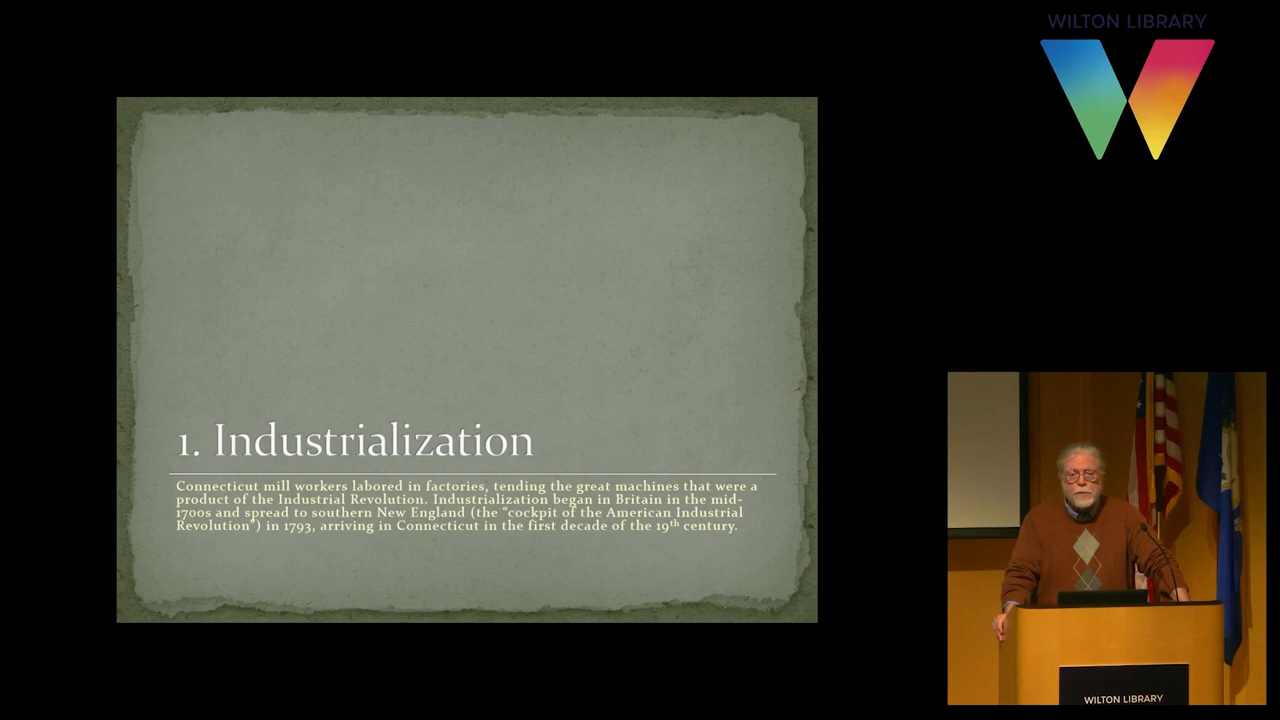 WILTON LIBRARY
1. Industrialization
Connecticut mill workers labored in factories, tending the great machines that were a
product of the Industrial Revolution. Industrialization began in Britain in the mid-
1700s and spread to southern New England (the “cockpit of the American Industrial
Revolution”) in 1793, arriving in Connecticut in the first decade of the 19th century.
WILTON LIBRARY